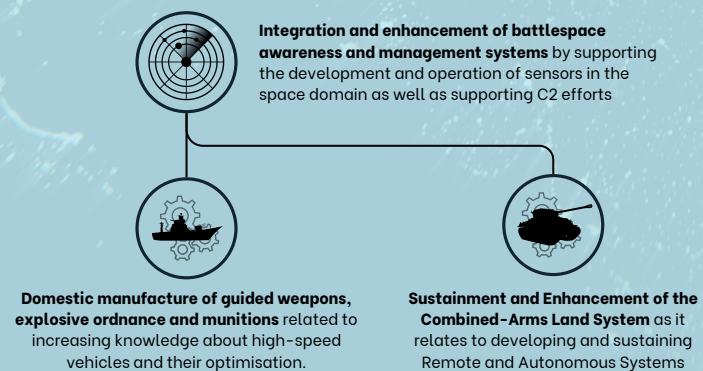 Integration and enhancement of battlespace
awareness and management systems by supporting
the development and operation of sensors in the
space domain as well as supporting C2 efforts
Domestic manufacture of guided weapons,
explosive ordnance and munitions related to
increasing knowledge about high-speed
vehicles and their optimisation.
Sustainment and Enhancement of the
Combined-Arms Land System as it
relates to developing and sustaining
Remote and Autonomous Systems